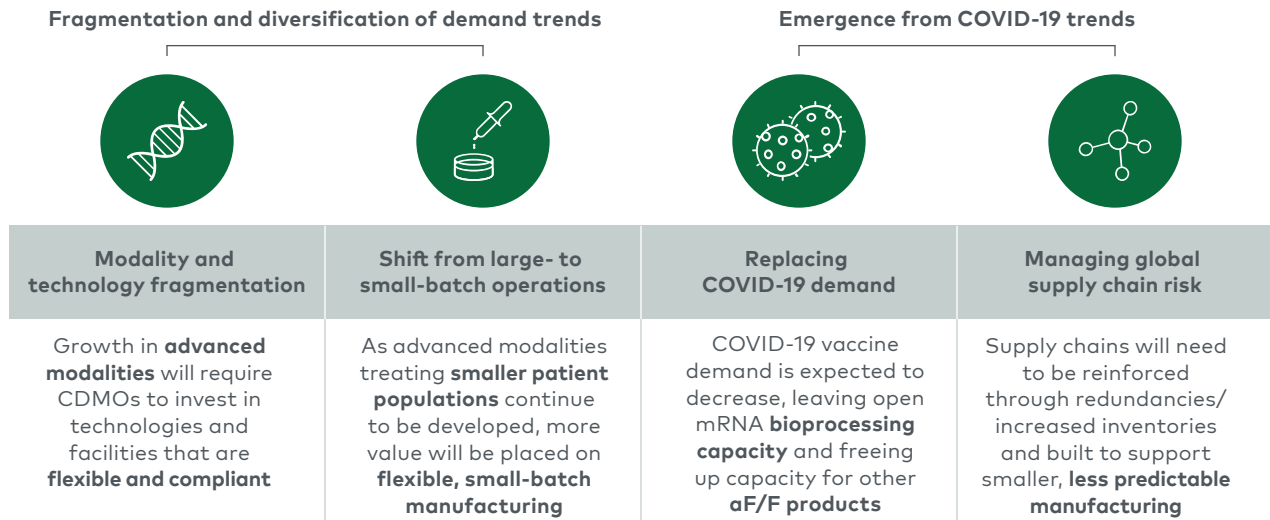 Fragmentation and diversification of demand trends
Emergence from COVID-19 trends
Modality and
technology fragmentation
Growth in advanced
modalities will require
CDMOs to invest in
technologies and
facilities that are
flexible and compliant
Shift from large- to
small-batch operations
As advanced modalities
treating smaller patient
populations continue
to be developed, more
value will be placed on
flexible, small-batch
manufacturing
Replacing
COVID-19 demand
COVID-19 vaccine
demand is expected to
decrease, leaving open
mRNA bioprocessing
capacity and freeing
up capacity for other
aF/F products
Managing global
supply chain risk
Supply chains will need
to be reinforced
through redundancies/
increased inventories
and built to support
smaller, less predictable
manufacturing